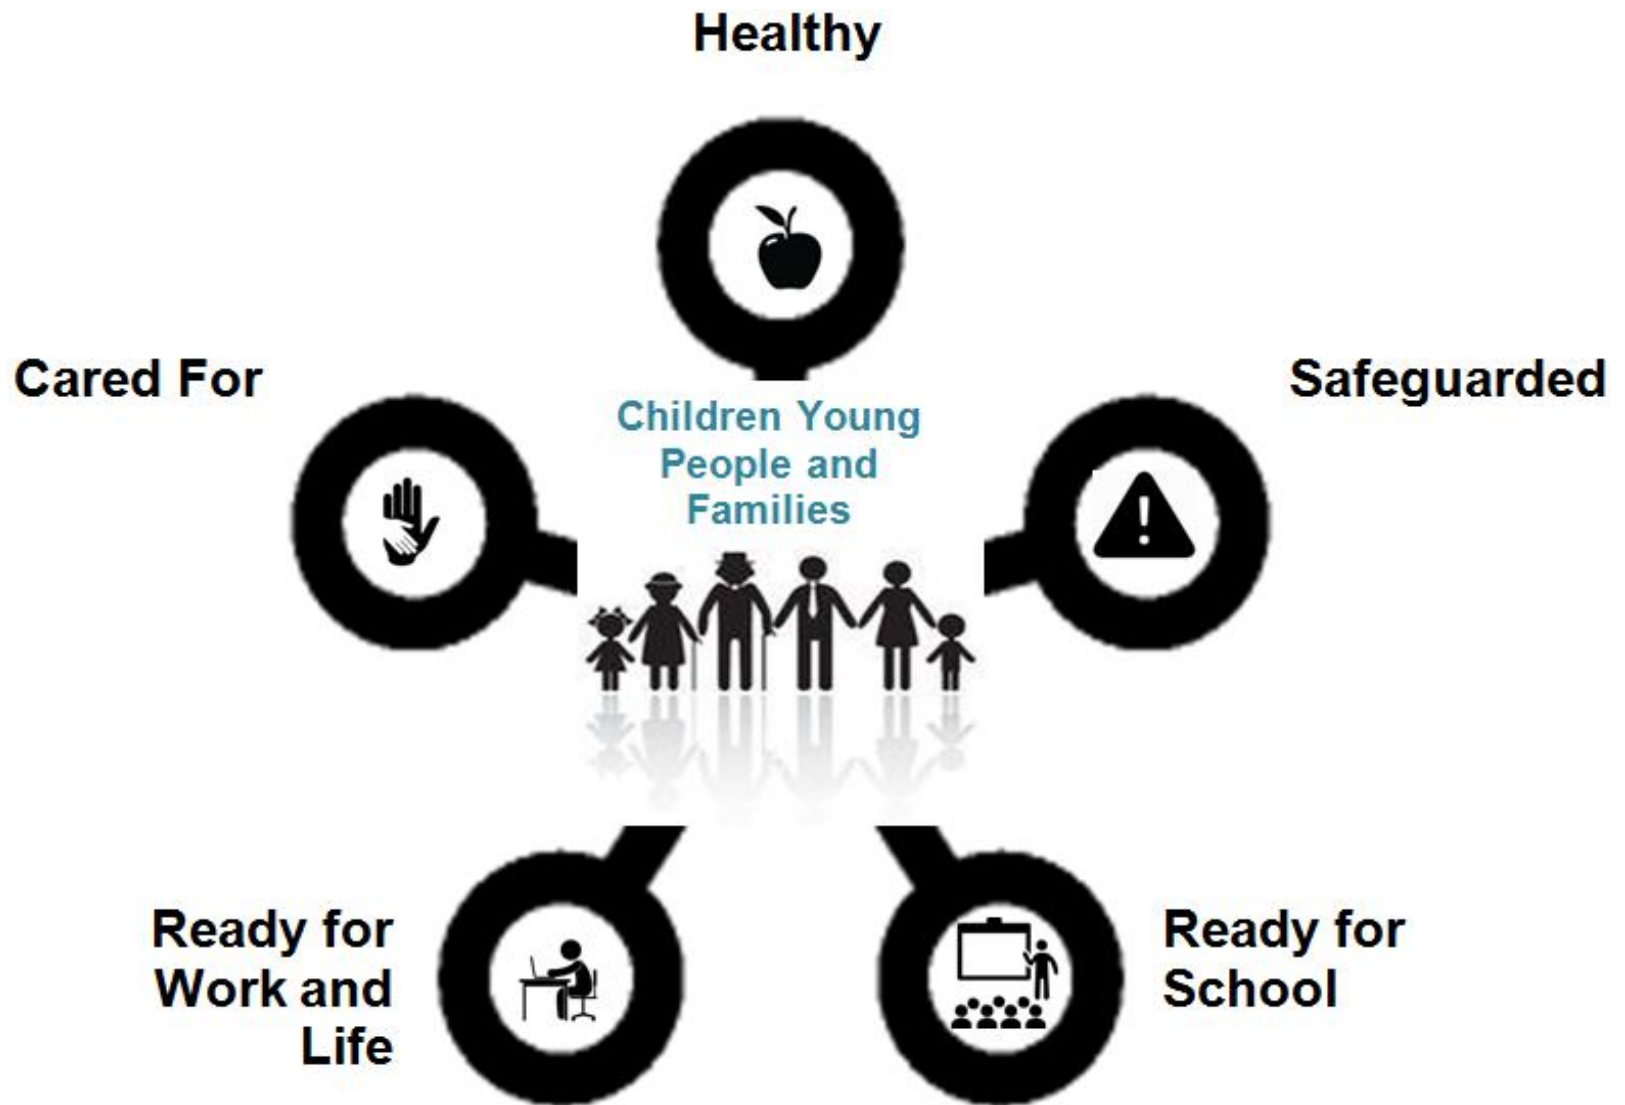 Healthy
Cared For
Safeguarded
Children Young
People and
Families
Ready for
Work and
Life
Ready for
School